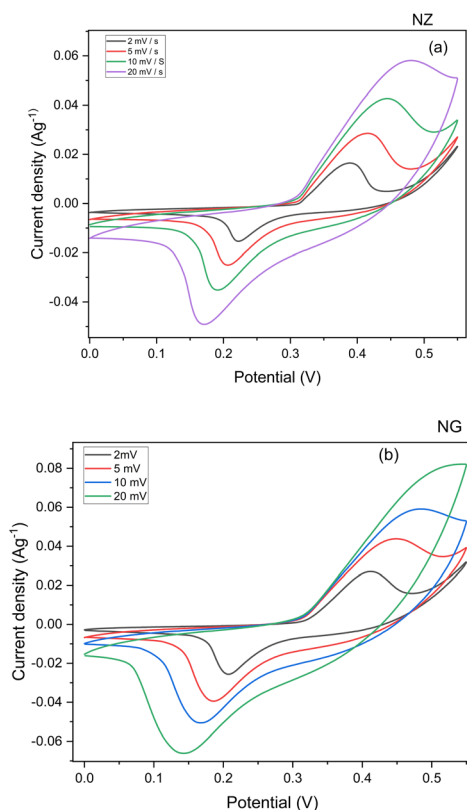 NZ
(a)
2 mV / s
5 mV / s
10 mV / S
20 mV / s
0.06
0.04
0.02
0.00
-0.02
-0.04
Current density (Ag⁻¹)
0.0 0.1 0.2 0.3 0.4 0.5
Potential (V)
NG
(b)
2mV
5 mV
10 mV
20 mV
0.08
0.06
0.04
0.02
0.00
-0.02
-0.04
-0.06
Current density (Ag⁻¹)
0.0 0.1 0.2 0.3 0.4 0.5
Potential (V)